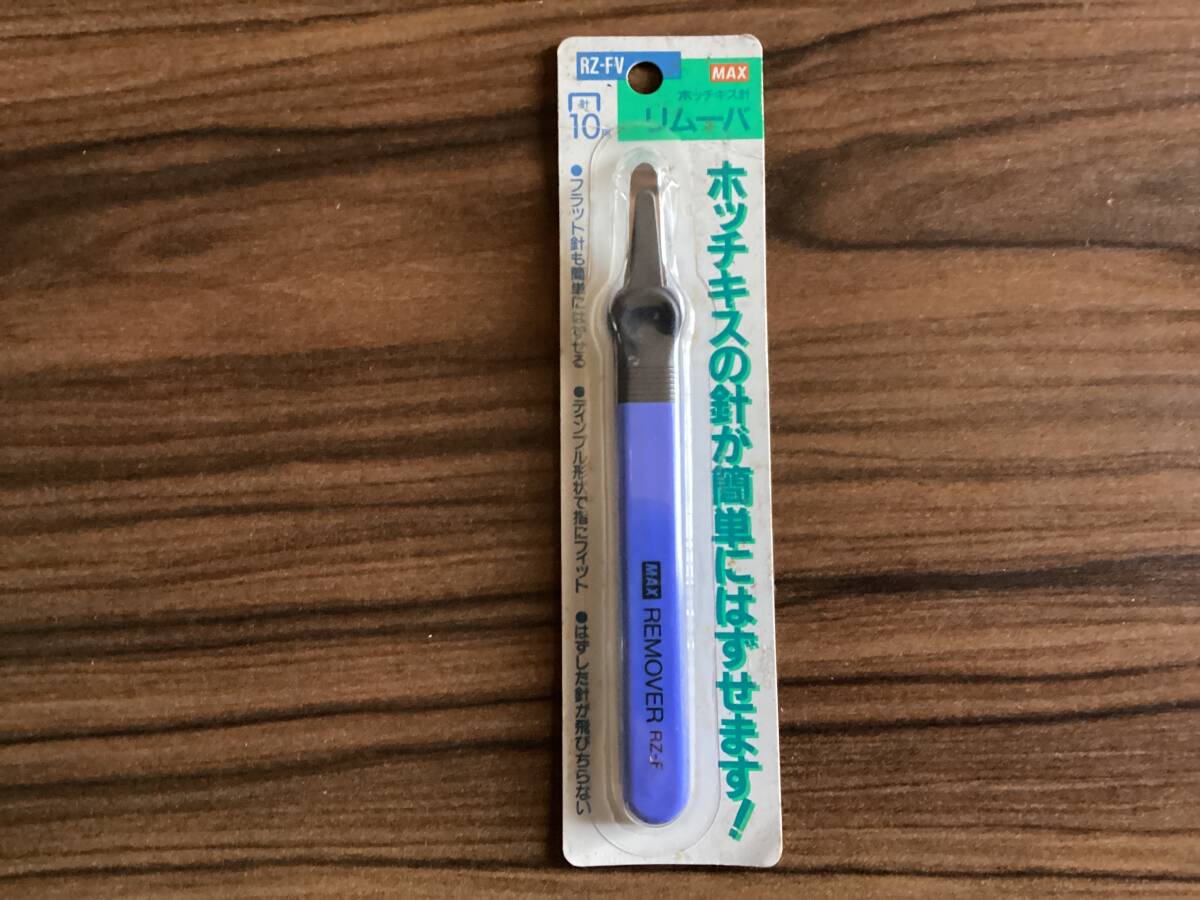 RZ-FV
MAX
ホッチキス針
リムーバ
針
10号
ホッチキスの針が簡単にはずせます!
●フラット針も簡単にはずせる
●ディンプル形状で指にフィット
●はずした針が飛びちらない
MAX REMOVER RZ-F